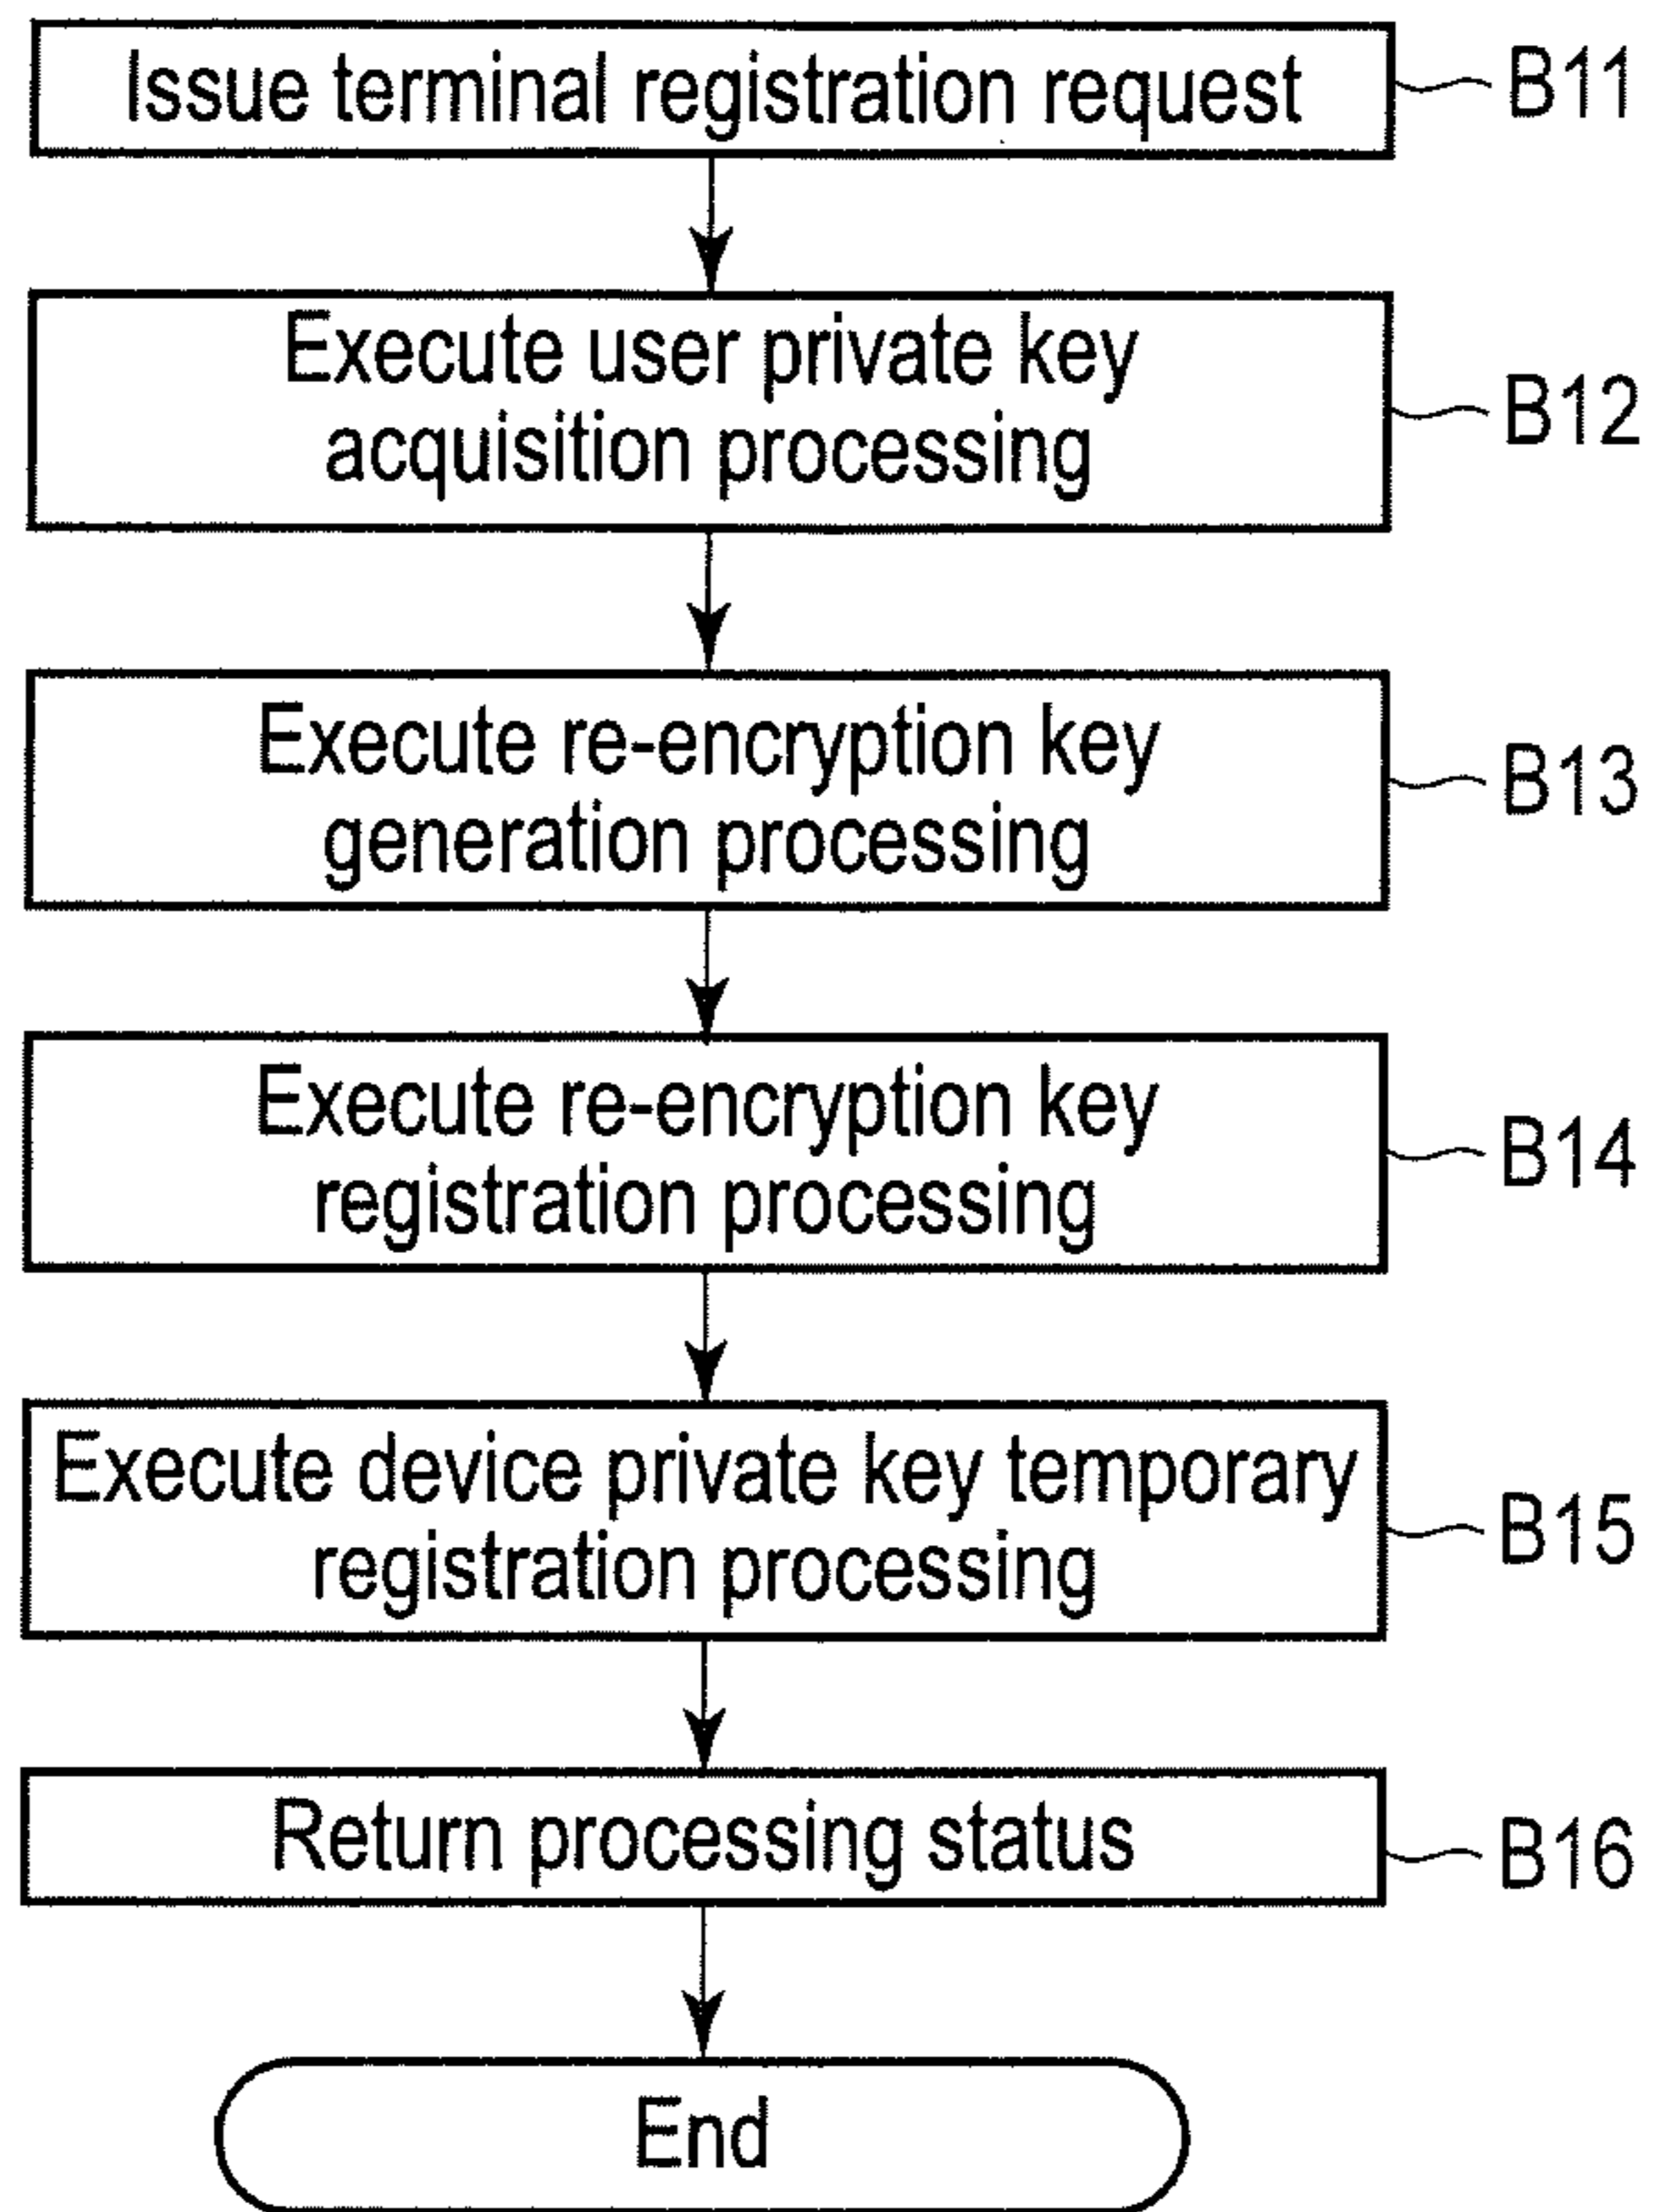 Issue terminal registration request
B11
Execute user private key
acquisition processing
B12
Execute re-encryption key
generation processing
B13
Execute re-encryption key
registration processing
B14
Execute device private key temporary
registration processing
B15
Return processing status
B16
End